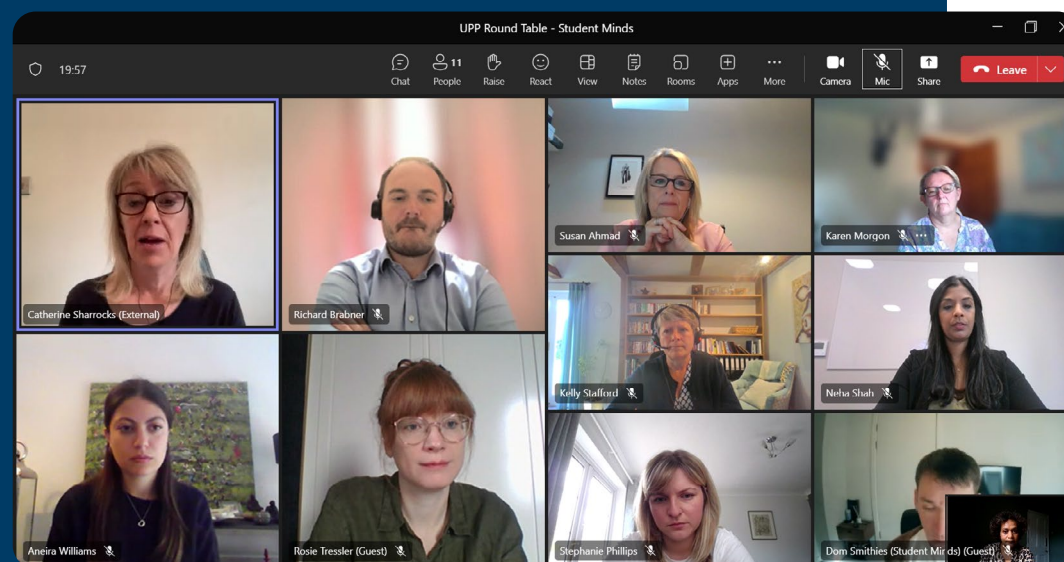 UPP Round Table - Student Minds
19:57
Chat
11
People
Raise
React
View
Notes
Rooms
Apps
More
Camera
Mic
Share
Leave
Catherine Sharrocks (External)
Richard Brabner
Susan Ahmad
Karen Morgon
Kelly Stafford
Neha Shah
Aneira Williams
Rosie Tressler (Guest)
Stephanie Phillips
Dom Smithies (Student Minds) (Guest)